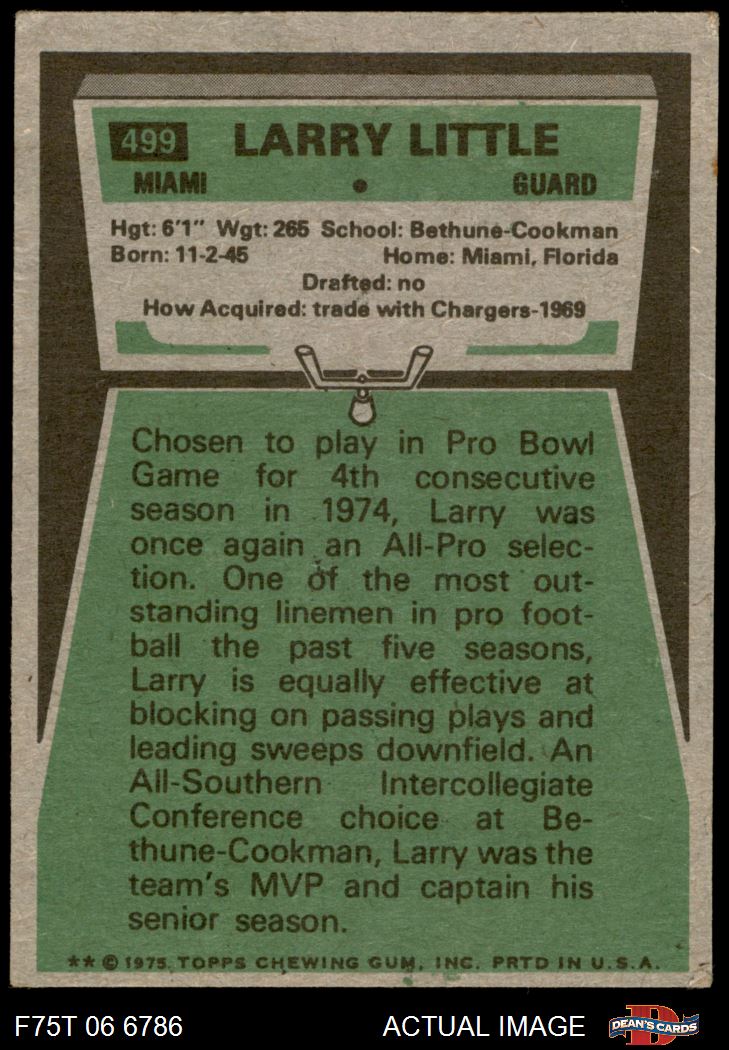 499 LARRY LITTLE
MIAMI • GUARD
Hgt: 6'1" Wgt: 265 School: Bethune-Cookman
Born: 11-2-45 Home: Miami, Florida
Drafted: no
How Acquired: trade with Chargers-1969
Chosen to play in Pro Bowl
Game for 4th consecutive
season in 1974, Larry was
once again an All-Pro selec-
tion. One of the most out-
standing linemen in pro foot-
ball the past five seasons,
Larry is equally effective at
blocking on passing plays and
leading sweeps downfield. An
All-Southern Intercollegiate
Conference choice at Be-
thune-Cookman, Larry was the
team's MVP and captain his
senior season.
** © 1975 TOPPS CHEWING GUM, INC. PRTD IN U.S.A.
F75T 06 6786 ACTUAL IMAGE DEAN'S CARDS